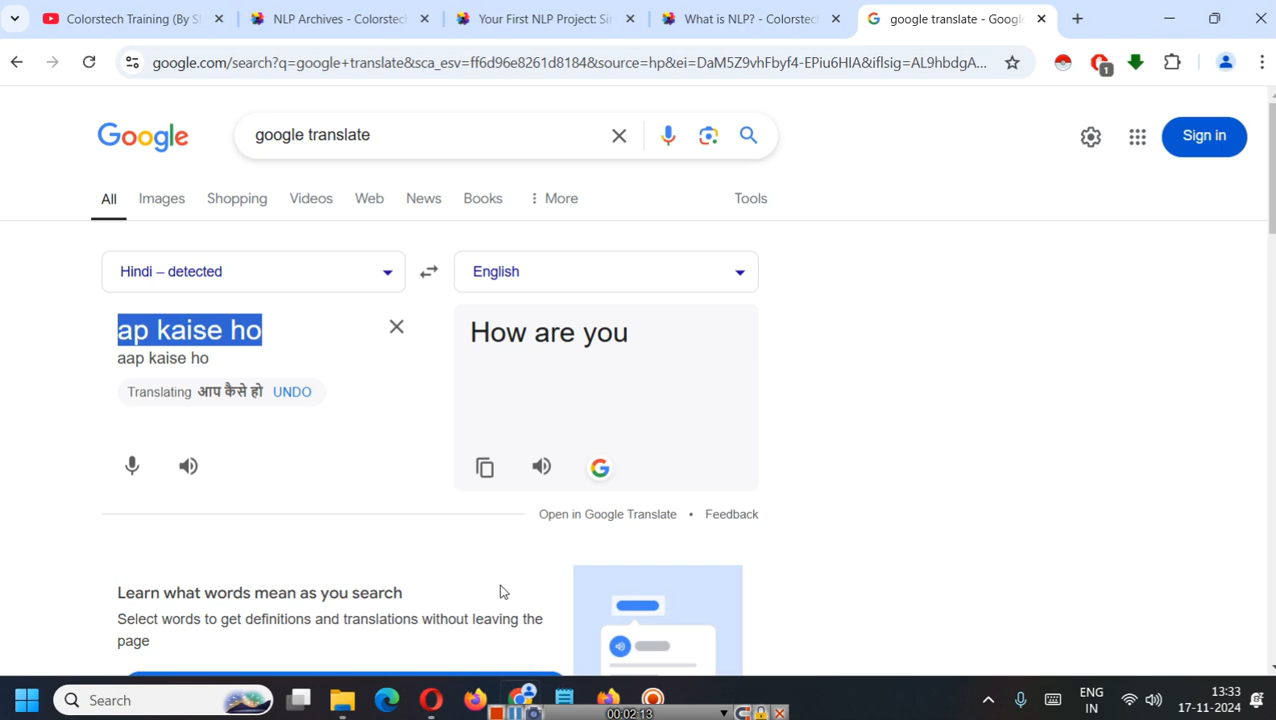 Colorstech Training (By S
NLP Archives - Colorstec
Your First NLP Project: Si
What is NLP? - Colorstec
google translate - Googl
google.com/search?q=google+translate&sca_esv=ff6d96e8261d8184&source=hp&ei=DaM5Z9vhFbyf4-EPiu6HIA&iflsig=AL9hbdgA...
1
Google
google translate
Sign in
All
Images
Shopping
Videos
Web
News
Books
More
Tools
Hindi – detected
English
ap kaise ho
How are you
aap kaise ho
Translating आप कैसे हो UNDO
Open in Google Translate • Feedback
Learn what words mean as you search
Select words to get definitions and translations without leaving the
page
Search
ENG
IN
13:33
17-11-2024
00:02:13